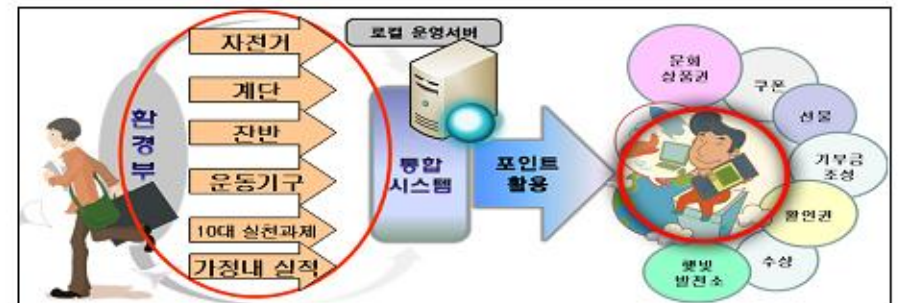 자전거
계단
잔반
운동기구
10대 실천과제
가정내 실적
환경부
로컬 운영서버
통합
시스템
포인트
활용
문화
상품권
쿠폰
선물
기부금
조성
할인권
수상
햇빛
발전소